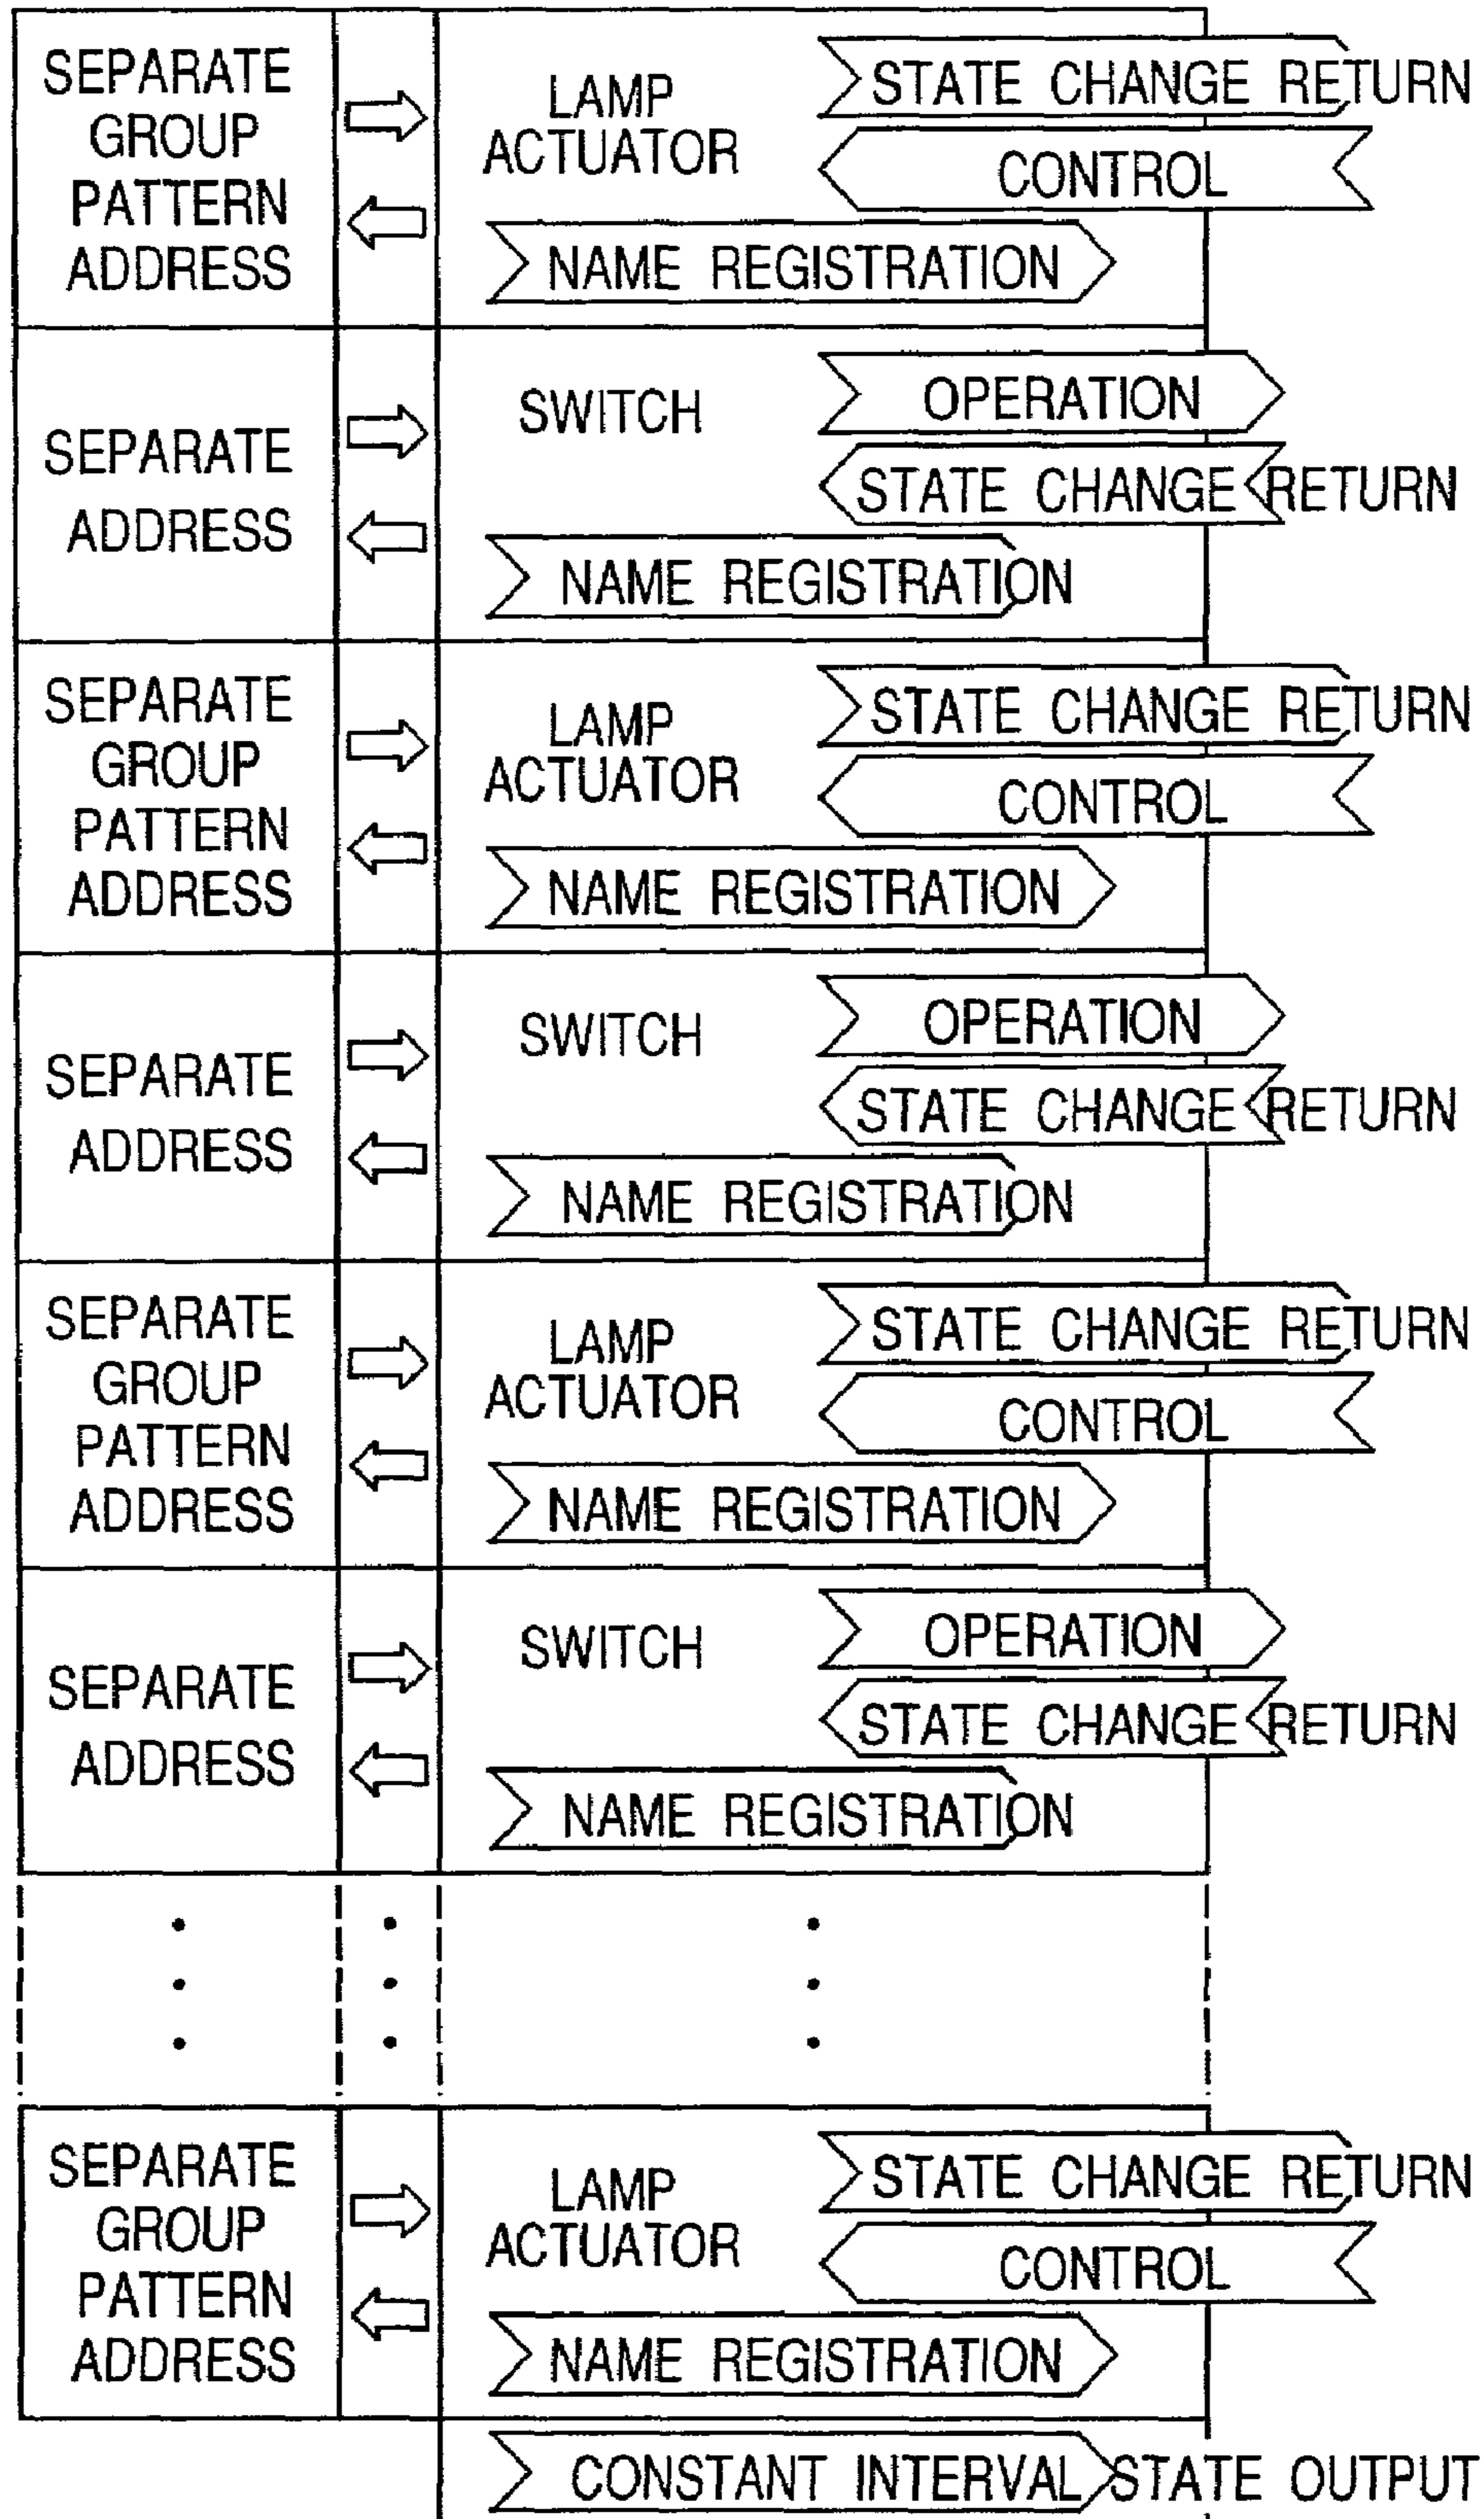 SEPARATE
GROUP
PATTERN
ADDRESS
LAMP
ACTUATOR
STATE CHANGE RETURN
CONTROL
NAME REGISTRATION
SEPARATE
ADDRESS
SWITCH
OPERATION
STATE CHANGE RETURN
NAME REGISTRATION
SEPARATE
GROUP
PATTERN
ADDRESS
LAMP
ACTUATOR
STATE CHANGE RETURN
CONTROL
NAME REGISTRATION
SEPARATE
ADDRESS
SWITCH
OPERATION
STATE CHANGE RETURN
NAME REGISTRATION
SEPARATE
GROUP
PATTERN
ADDRESS
LAMP
ACTUATOR
STATE CHANGE RETURN
CONTROL
NAME REGISTRATION
SEPARATE
ADDRESS
SWITCH
OPERATION
STATE CHANGE RETURN
NAME REGISTRATION
SEPARATE
GROUP
PATTERN
ADDRESS
LAMP
ACTUATOR
STATE CHANGE RETURN
CONTROL
NAME REGISTRATION
CONSTANT INTERVAL STATE OUTPUT